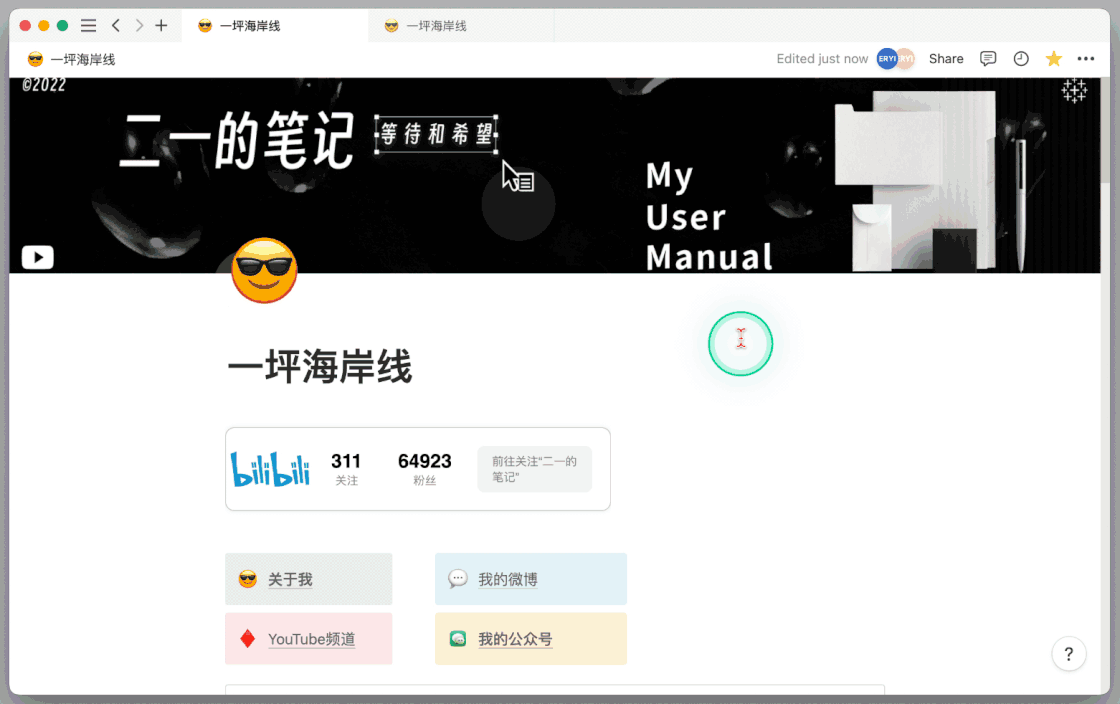 一坪海岸线
一坪海岸线
一坪海岸线
Edited just now
ERYI
RYI
Share
©2022
二一的笔记
等待和希望
My
User
Manual
一坪海岸线
bilibili
311
关注
64923
粉丝
前往关注"二一的
笔记"
关于我
我的微博
YouTube频道
我的公众号
?